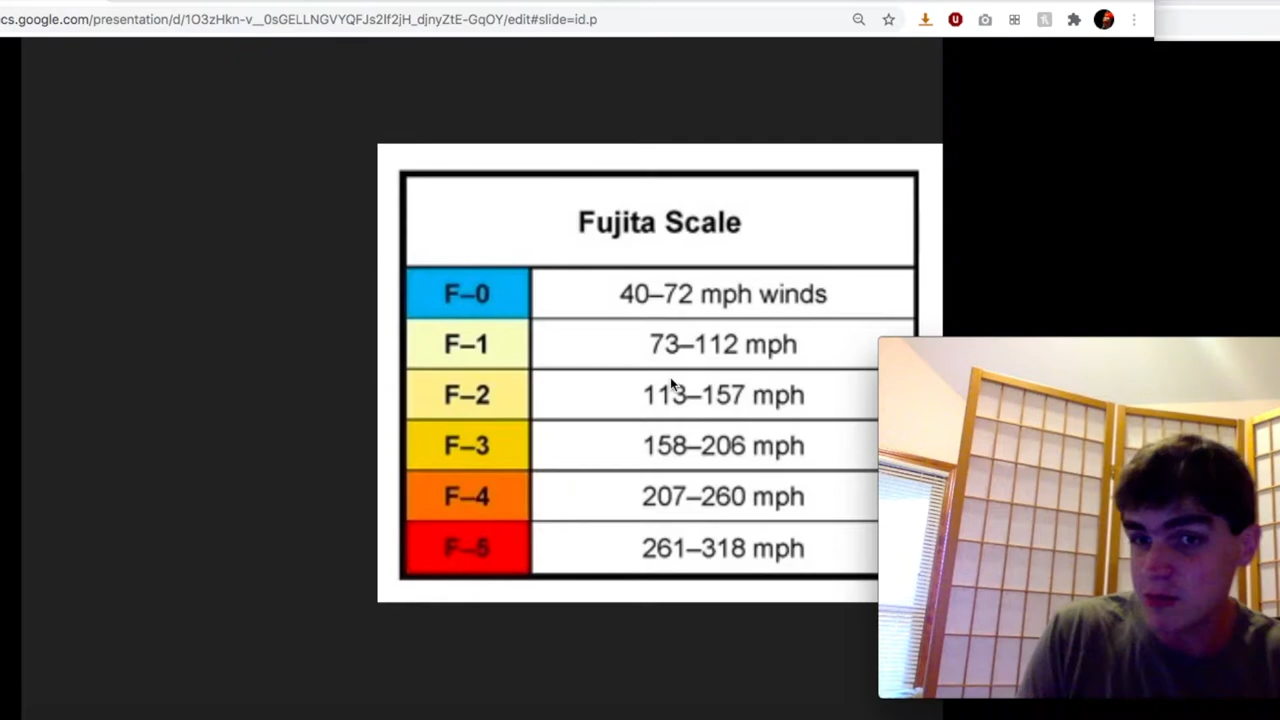 cs.google.com/presentation/d/1O3zHkn-v__0sGELLNGVYQFJs2If2jH_djnyZtE-GqOY/edit#slide=id.p
Fujita Scale
F–0 40–72 mph winds
F–1 73–112 mph
F–2 113–157 mph
F–3 158–206 mph
F–4 207–260 mph
F–5 261–318 mph